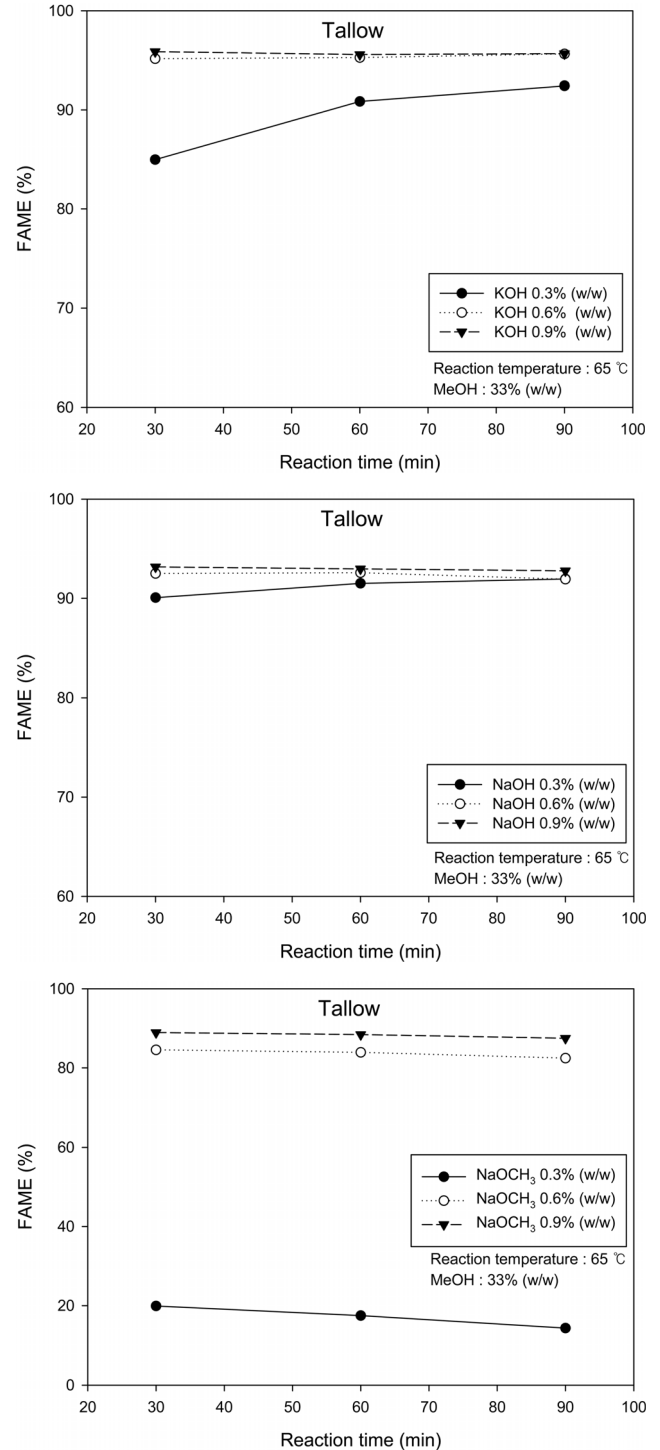 Tallow
100
90
80
70
60
FAME (%)
KOH 0.3% (w/w)
KOH 0.6% (w/w)
KOH 0.9% (w/w)
Reaction temperature : 65 ℃
MeOH : 33% (w/w)
20 30 40 50 60 70 80 90 100
Reaction time (min)
Tallow
100
90
80
70
60
FAME (%)
NaOH 0.3% (w/w)
NaOH 0.6% (w/w)
NaOH 0.9% (w/w)
Reaction temperature : 65 ℃
MeOH : 33% (w/w)
20 30 40 50 60 70 80 90 100
Reaction time (min)
Tallow
100
80
60
40
20
0
FAME (%)
NaOCH₃ 0.3% (w/w)
NaOCH₃ 0.6% (w/w)
NaOCH₃ 0.9% (w/w)
Reaction temperature : 65 ℃
MeOH : 33% (w/w)
20 30 40 50 60 70 80 90 100
Reaction time (min)